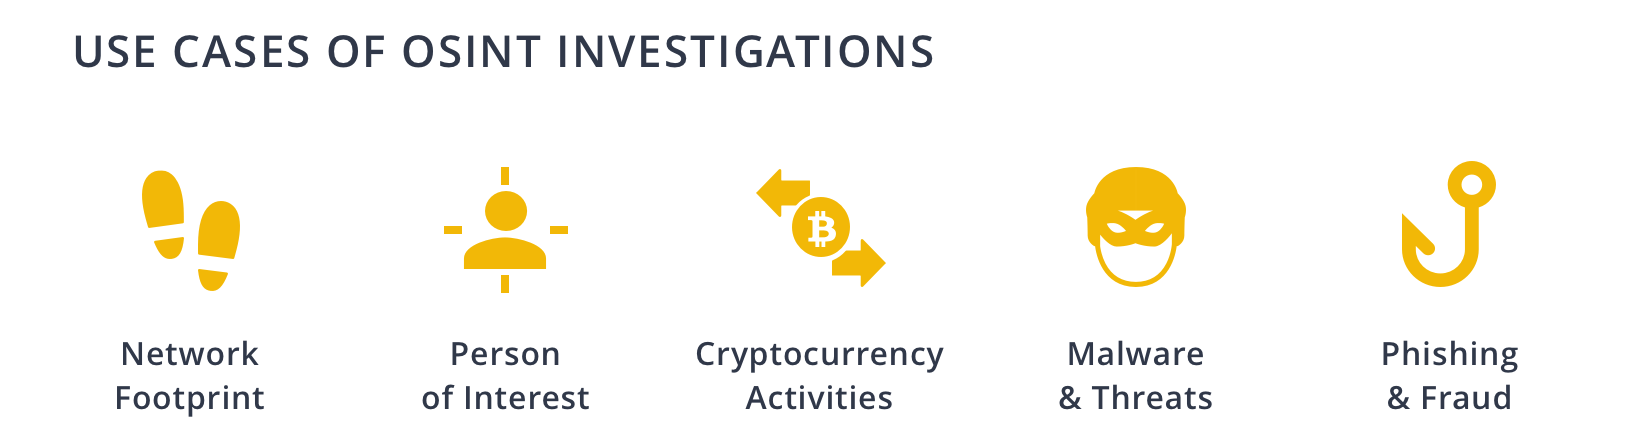 USE CASES OF OSINT INVESTIGATIONS
Network
Footprint
Person
of Interest
Cryptocurrency
Activities
Malware
& Threats
Phishing
& Fraud